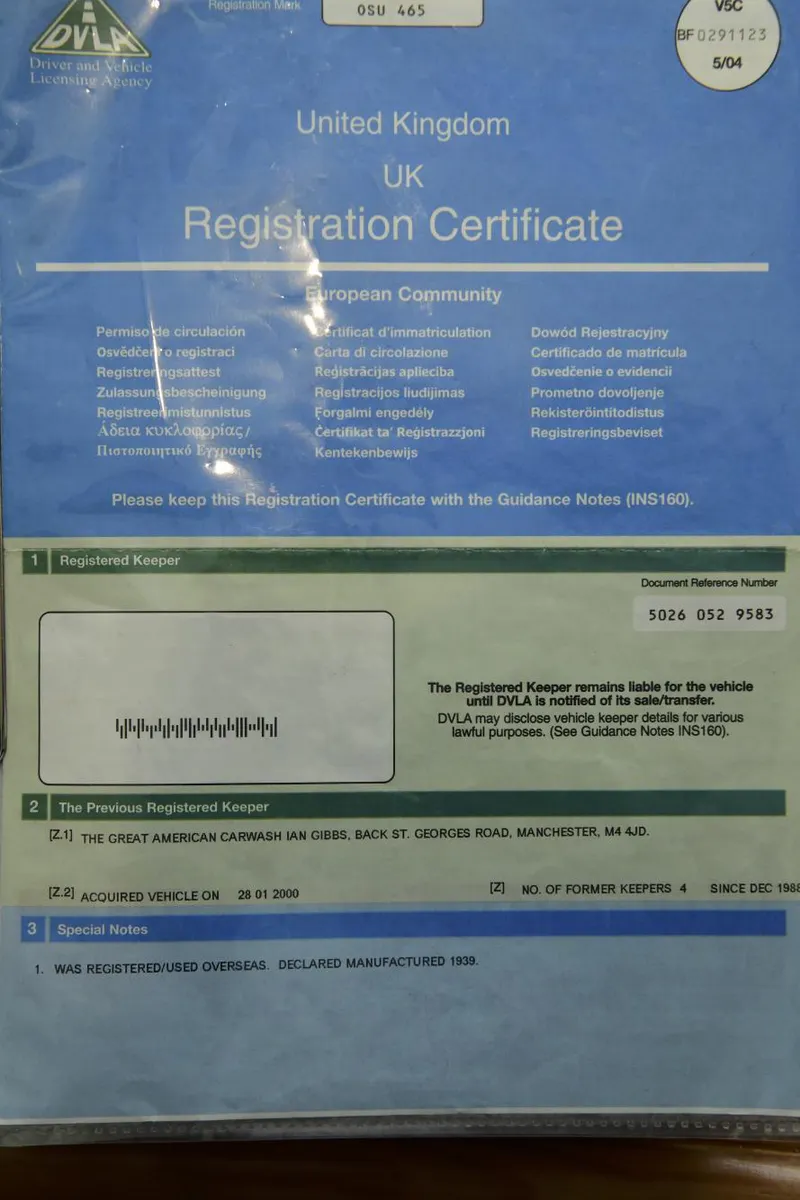 DVLA
Driver and Vehicle
Licensing Agency
Registration Mark
OSU 465
V5C
BF0291123
5/04
United Kingdom
UK
Registration Certificate
European Community
Permiso de circulación
Osvědčení o registraci
Registreringsattest
Zulassungsbescheinigung
Registreerimistunnistus
Άδεια κυκλοφορίας/
Πιστοποιητικό Εγγραφής
Certificat d'immatriculation
Carta di circolazione
Reģistrācijas apliecība
Registracijos liudijimas
Forgalmi engedély
Ċertifikat ta' Reġistrazzjoni
Kentekenbewijs
Dowód Rejestracyjny
Certificado de matrícula
Osvedčenie o evidencii
Prometno dovoljenje
Rekisteröintitodistus
Registreringsbeviset
Please keep this Registration Certificate with the Guidance Notes (INS160).
1 Registered Keeper
Document Reference Number
5026 052 9583
The Registered Keeper remains liable for the vehicle
until DVLA is notified of its sale/transfer.
DVLA may disclose vehicle keeper details for various
lawful purposes. (See Guidance Notes INS160).
2 The Previous Registered Keeper
[Z.1] THE GREAT AMERICAN CARWASH IAN GIBBS, BACK ST. GEORGES ROAD, MANCHESTER, M4 4JD.
[Z.2] ACQUIRED VEHICLE ON 28 01 2000
[Z] NO. OF FORMER KEEPERS 4 SINCE DEC 1988
3 Special Notes
1. WAS REGISTERED/USED OVERSEAS. DECLARED MANUFACTURED 1939.